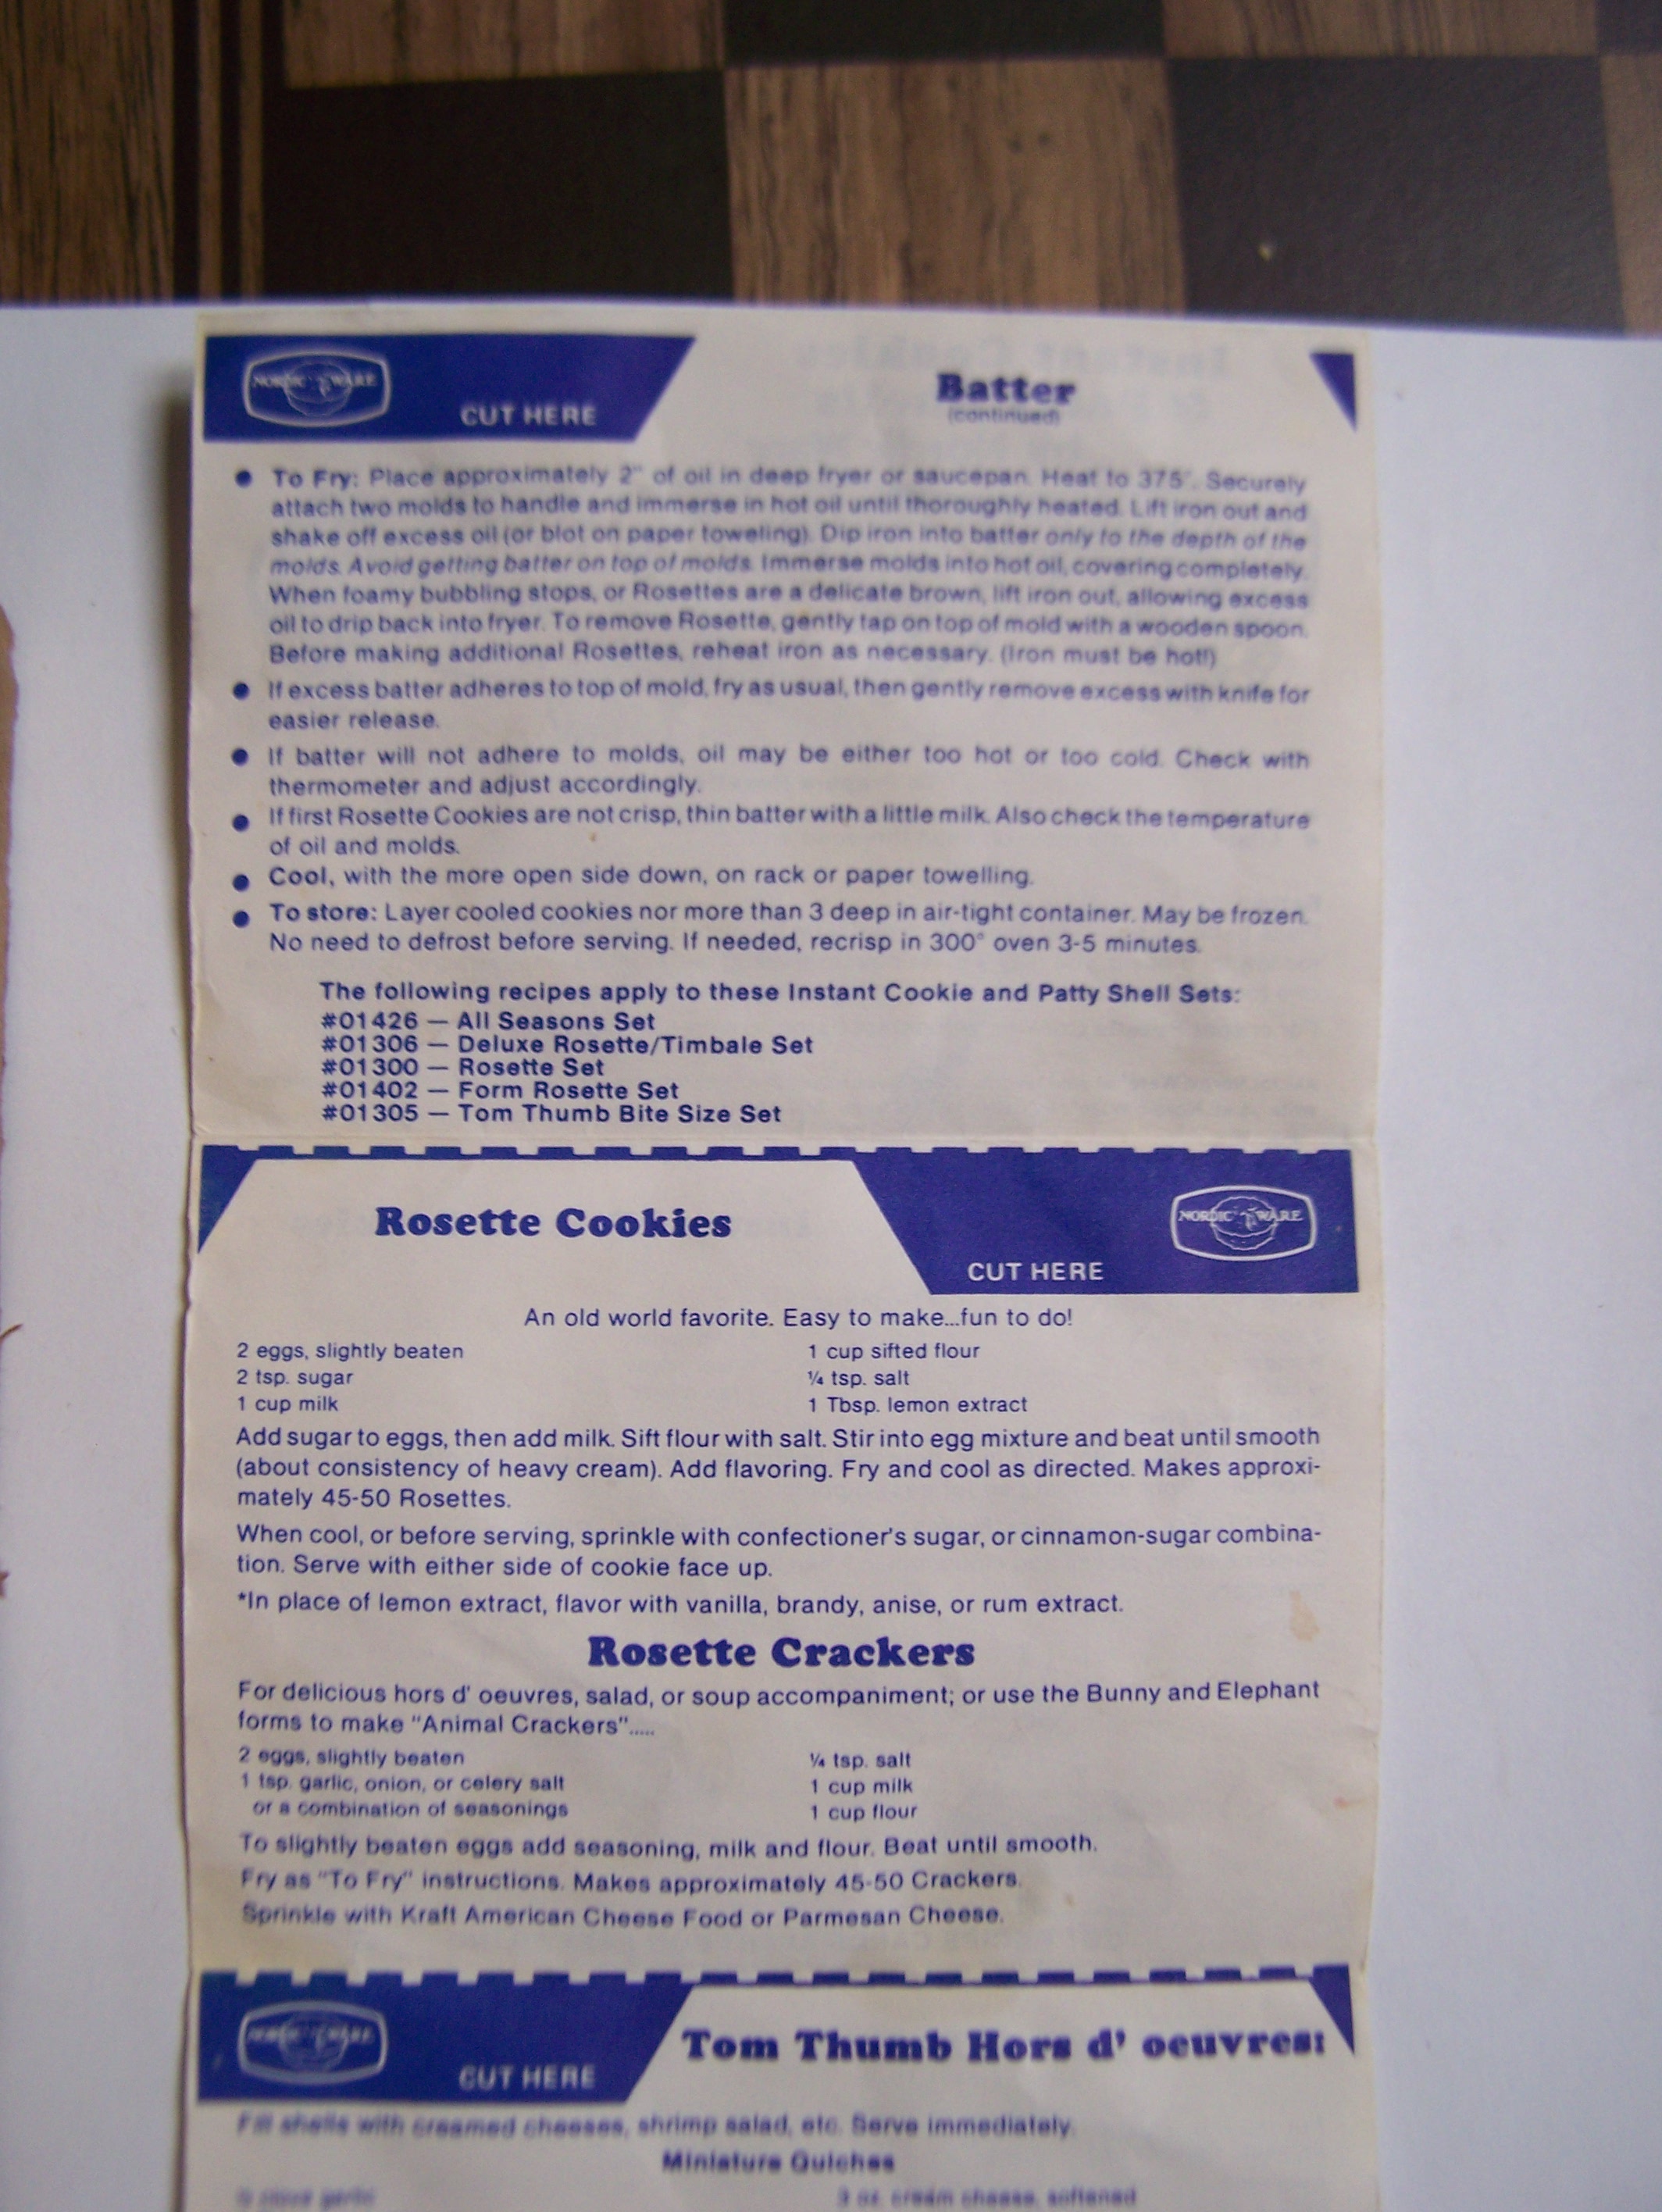 NORDIC WARE
CUT HERE
Batter
(continued)
● To Fry: Place approximately 2" of oil in deep fryer or saucepan. Heat to 375°. Securely
attach two molds to handle and immerse in hot oil until thoroughly heated. Lift iron out and
shake off excess oil (or blot on paper toweling). Dip iron into batter only to the depth of the
molds. Avoid getting batter on top of molds. Immerse molds into hot oil, covering completely.
When foamy bubbling stops, or Rosettes are a delicate brown, lift iron out, allowing excess
oil to drip back into fryer. To remove Rosette, gently tap on top of mold with a wooden spoon.
Before making additional Rosettes, reheat iron as necessary. (Iron must be hot!)
● If excess batter adheres to top of mold, fry as usual, then gently remove excess with knife for
easier release.
● If batter will not adhere to molds, oil may be either too hot or too cold. Check with
thermometer and adjust accordingly.
● If first Rosette Cookies are not crisp, thin batter with a little milk. Also check the temperature
of oil and molds.
● Cool, with the more open side down, on rack or paper towelling.
● To store: Layer cooled cookies nor more than 3 deep in air-tight container. May be frozen.
No need to defrost before serving. If needed, recrisp in 300° oven 3-5 minutes.
The following recipes apply to these Instant Cookie and Patty Shell Sets:
#01426 — All Seasons Set
#01306 — Deluxe Rosette/Timbale Set
#01300 — Rosette Set
#01402 — Form Rosette Set
#01305 — Tom Thumb Bite Size Set
Rosette Cookies
NORDIC WARE
CUT HERE
An old world favorite. Easy to make...fun to do!
2 eggs, slightly beaten
2 tsp. sugar
1 cup milk
1 cup sifted flour
¼ tsp. salt
1 Tbsp. lemon extract
Add sugar to eggs, then add milk. Sift flour with salt. Stir into egg mixture and beat until smooth
(about consistency of heavy cream). Add flavoring. Fry and cool as directed. Makes approxi-
mately 45-50 Rosettes.
When cool, or before serving, sprinkle with confectioner's sugar, or cinnamon-sugar combina-
tion. Serve with either side of cookie face up.
*In place of lemon extract, flavor with vanilla, brandy, anise, or rum extract.
Rosette Crackers
For delicious hors d' oeuvres, salad, or soup accompaniment; or use the Bunny and Elephant
forms to make "Animal Crackers".....
2 eggs, slightly beaten
1 tsp. garlic, onion, or celery salt
or a combination of seasonings
¼ tsp. salt
1 cup milk
1 cup flour
To slightly beaten eggs add seasoning, milk and flour. Beat until smooth.
Fry as "To Fry" instructions. Makes approximately 45-50 Crackers.
Sprinkle with Kraft American Cheese Food or Parmesan Cheese.
NORDIC WARE
CUT HERE
Tom Thumb Hors d' oeuvres:
Fill shells with creamed cheeses, shrimp salad, etc. Serve immediately.
Miniature Quiches
clove garlic
3 oz. cream cheese, softened